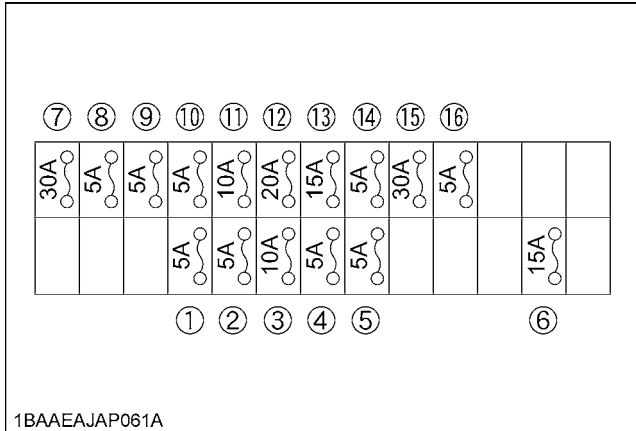 ⑦ ⑧ ⑨ ⑩ ⑪ ⑫ ⑬ ⑭ ⑮ ⑯
30A 5A 5A 5A 10A 20A 15A 5A 30A 5A
5A 5A 10A 5A 5A 15A
① ② ③ ④ ⑤ ⑥
1BAAEAJAP061A